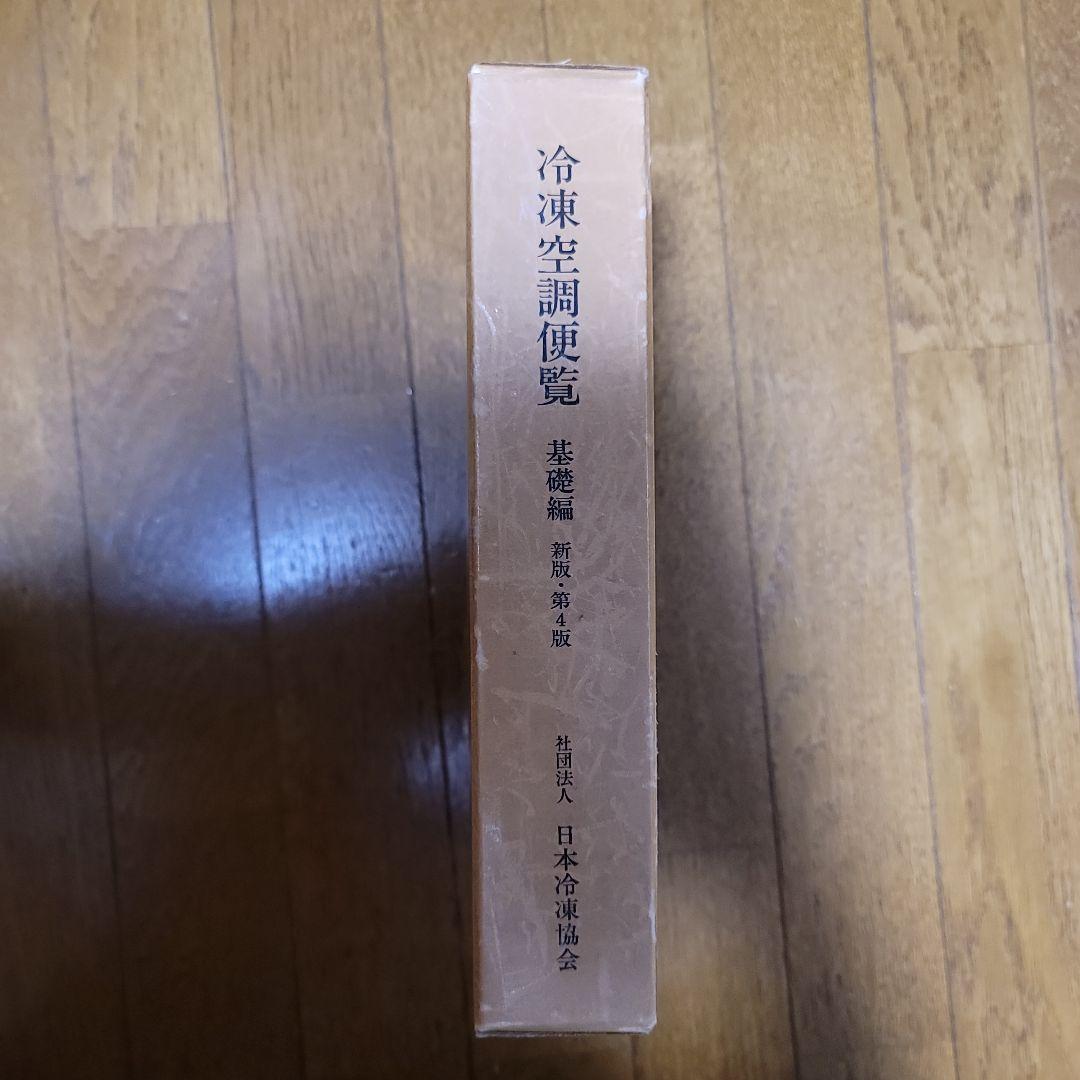 冷凍空調便覧
基礎編
新版・第4版
社団法人
日本冷凍協会